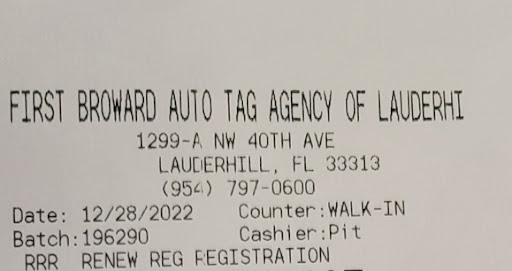 FIRST BROWARD AUTO TAG AGENCY OF LAUDERHI
1299-A NW 40TH AVE
LAUDERHILL, FL 33313
(954) 797-0600
Date: 12/28/2022 Counter:WALK-IN
Batch:196290 Cashier:Pit
RRR RENEW REG REGISTRATION